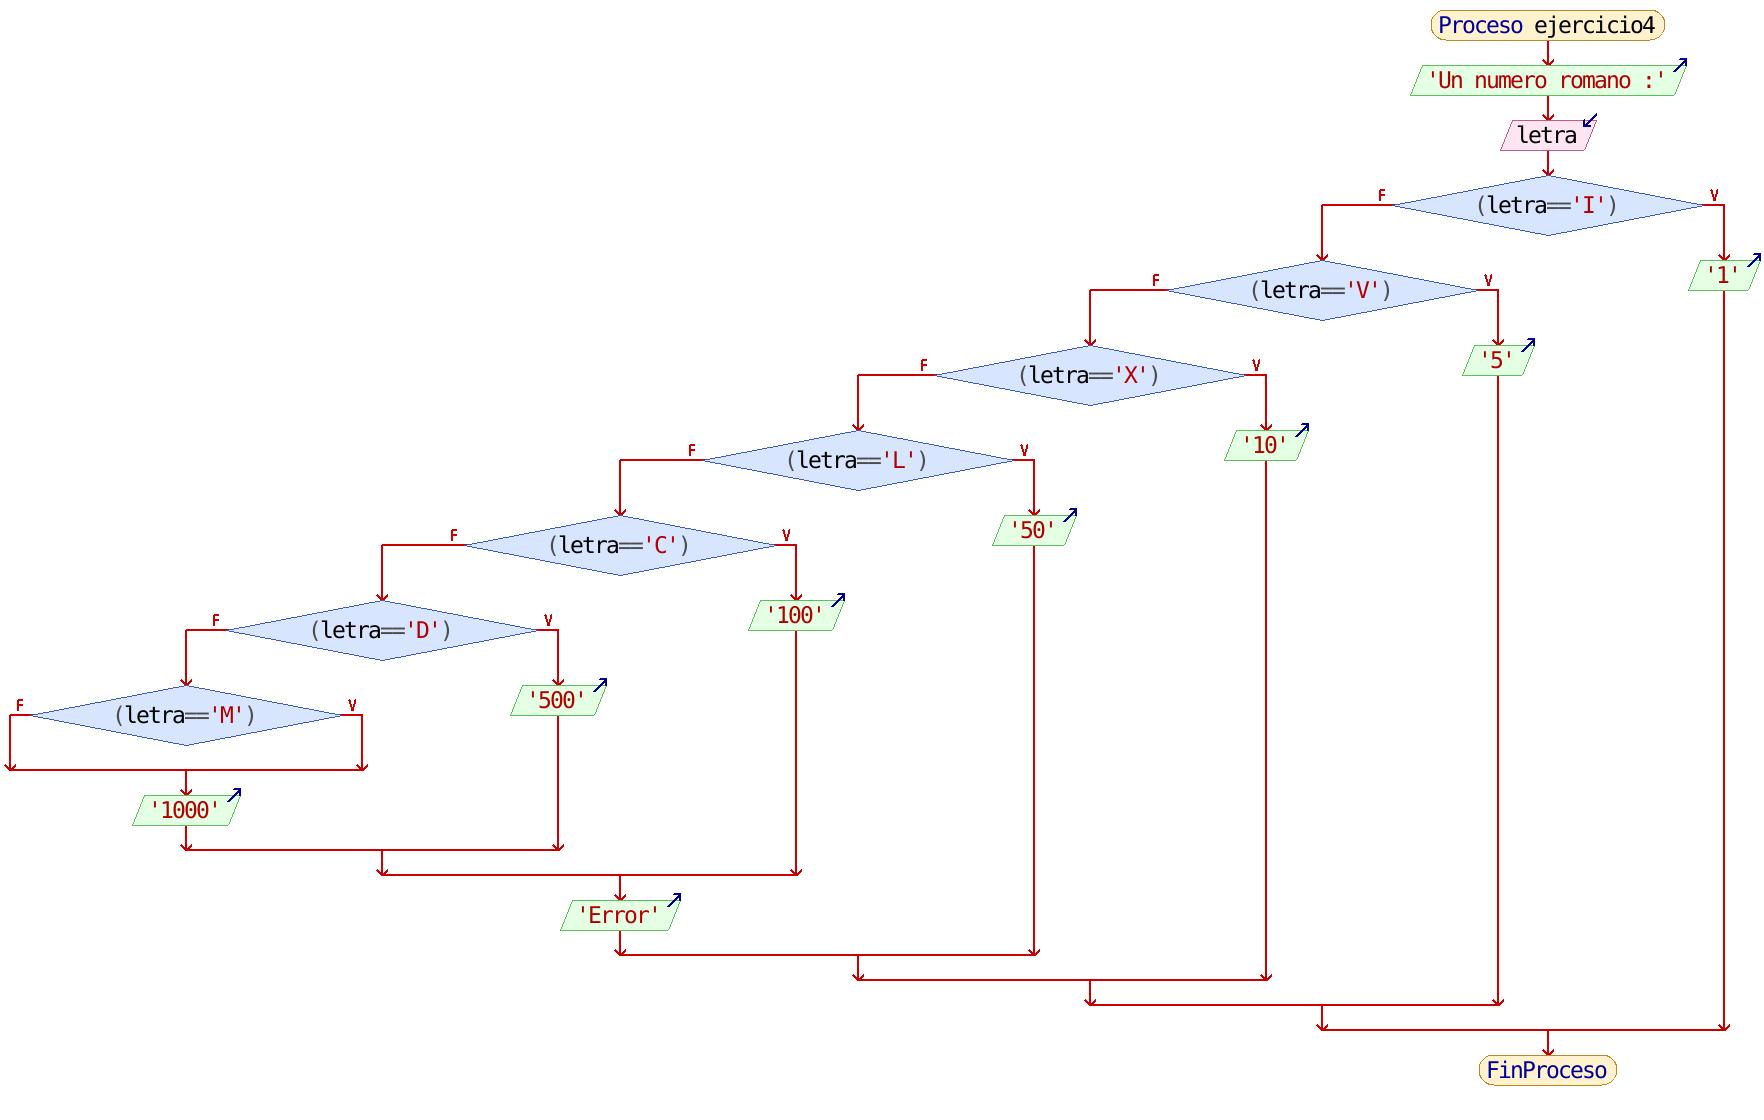 Proceso ejercicio4
'Un numero romano :'
letra
F
(letra=='I')
V
'1'
F
(letra=='V')
V
'5'
F
(letra=='X')
V
'10'
F
(letra=='L')
V
'50'
F
(letra=='C')
V
'100'
F
(letra=='D')
V
'500'
F
(letra=='M')
V
'1000'
'Error'
FinProceso